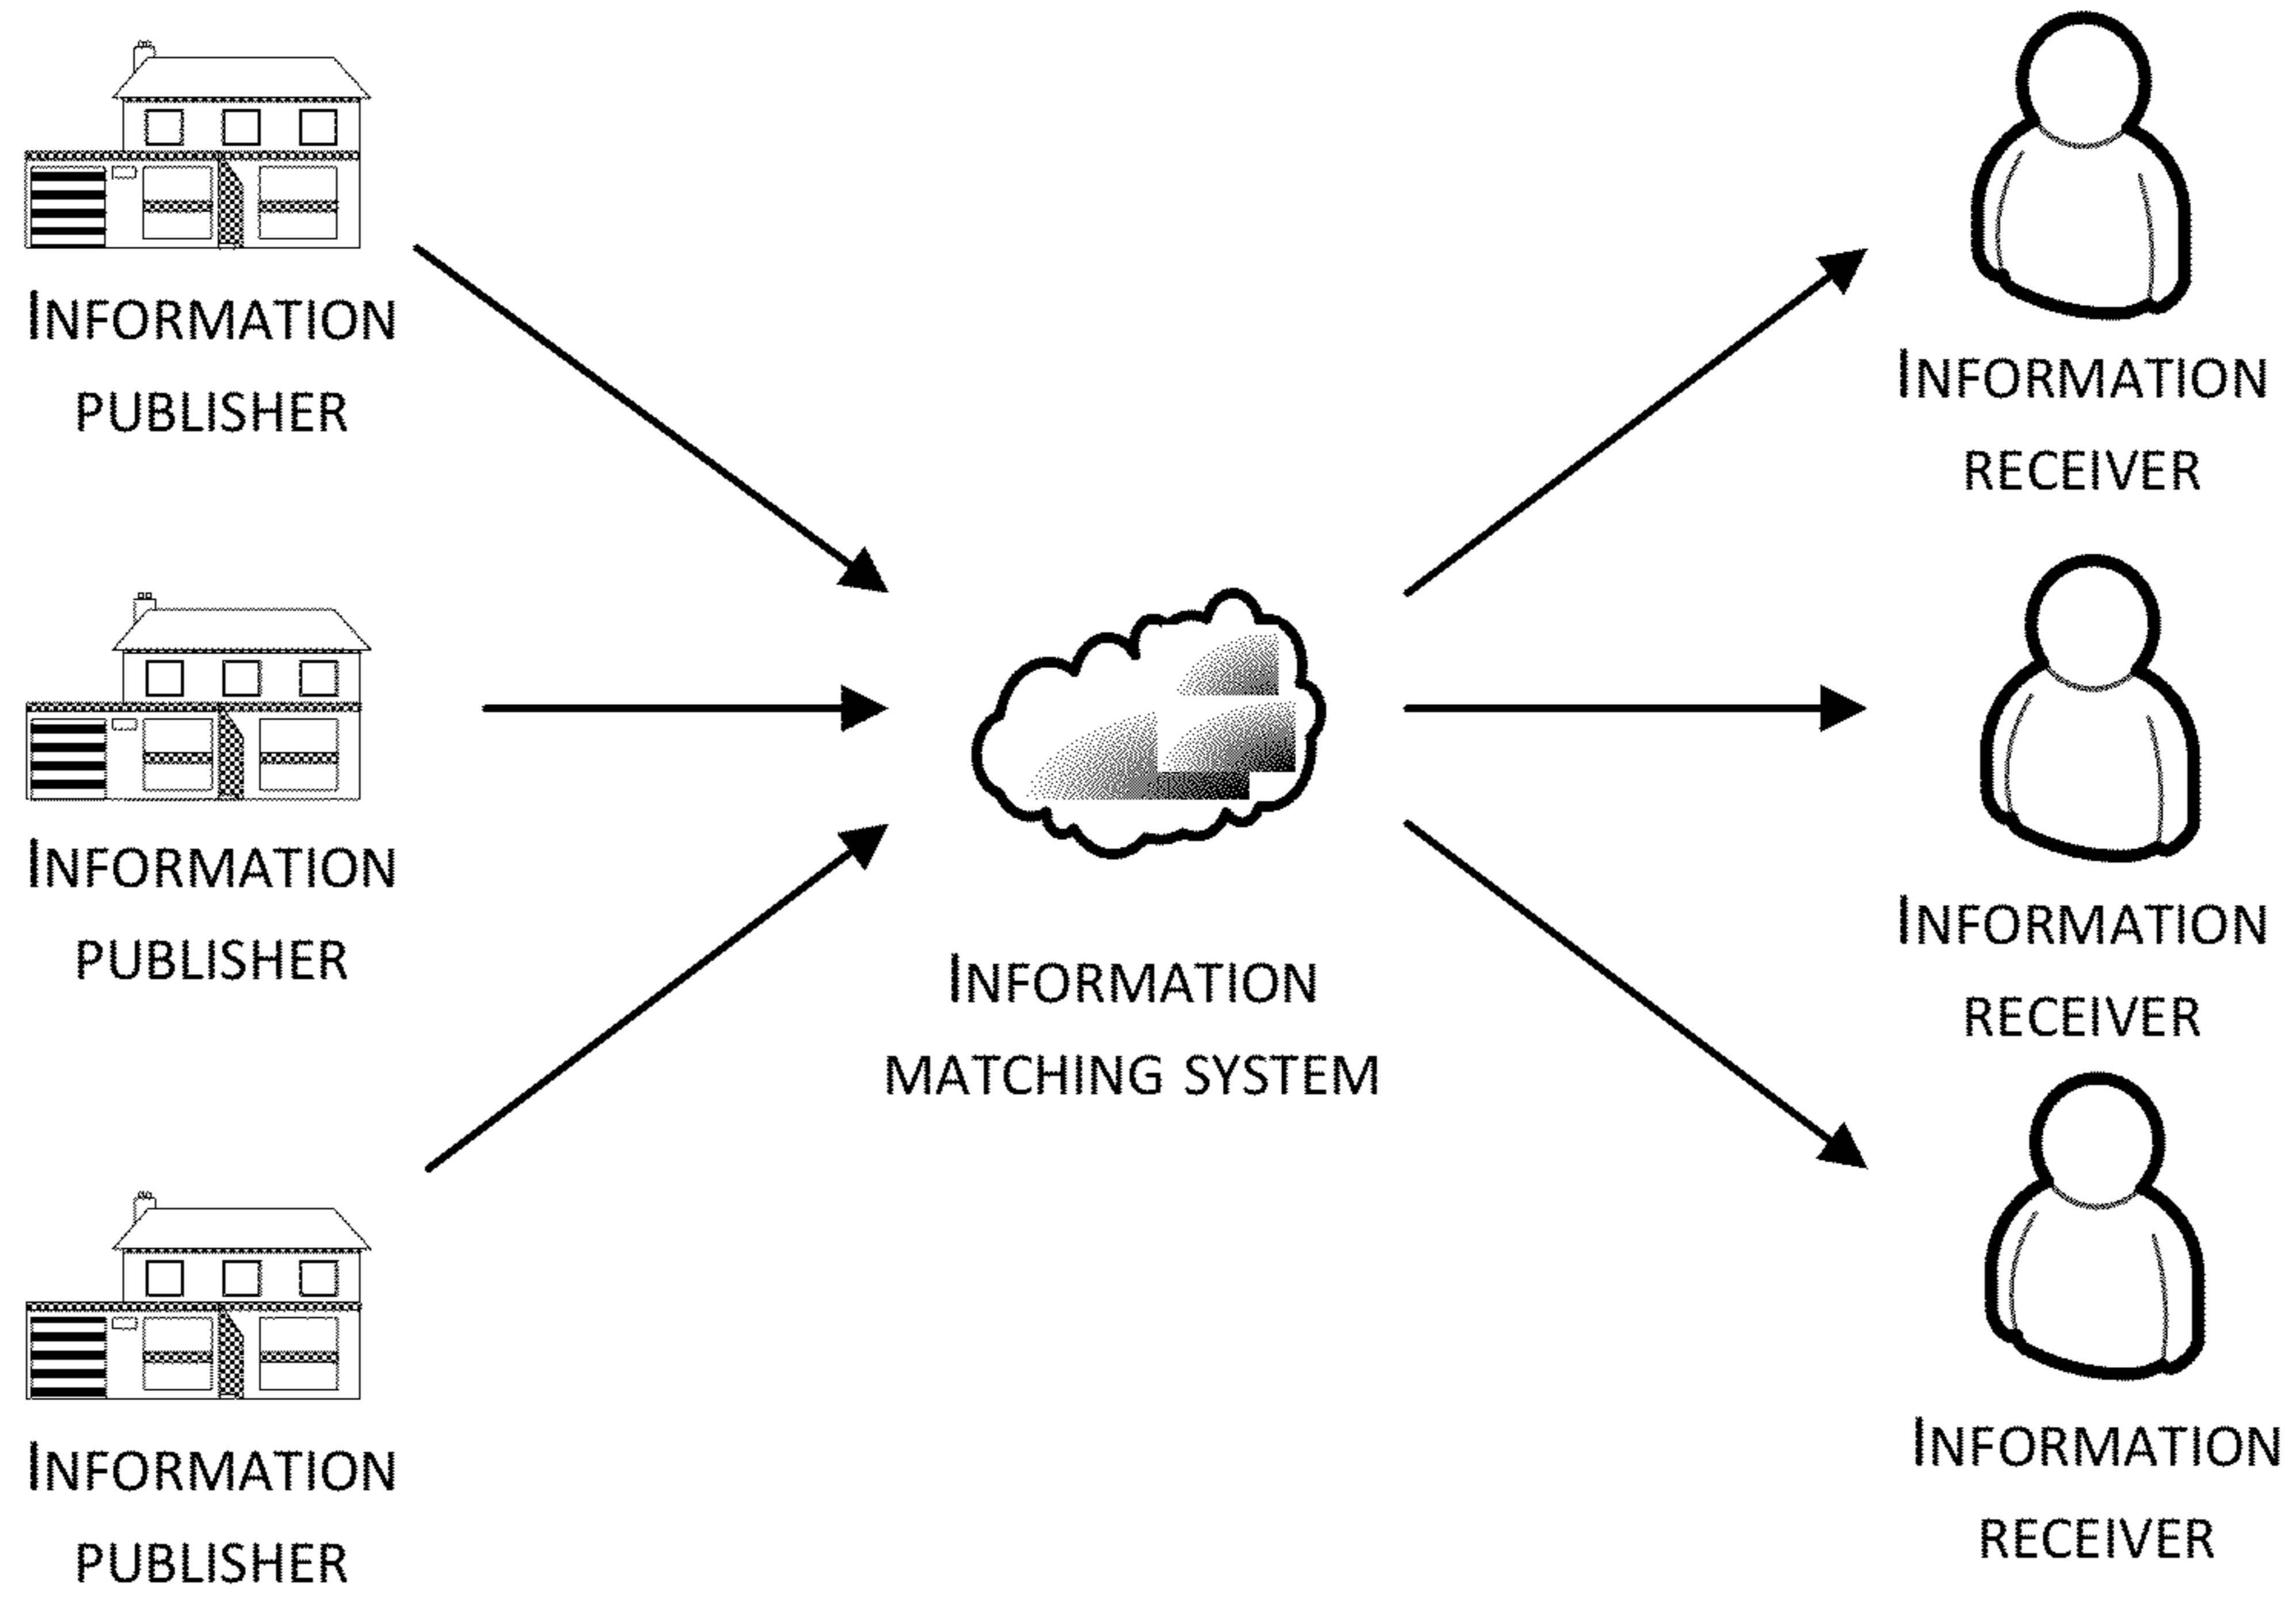 INFORMATION
PUBLISHER
INFORMATION
PUBLISHER
INFORMATION
PUBLISHER
INFORMATION
MATCHING SYSTEM
INFORMATION
RECEIVER
INFORMATION
RECEIVER
INFORMATION
RECEIVER